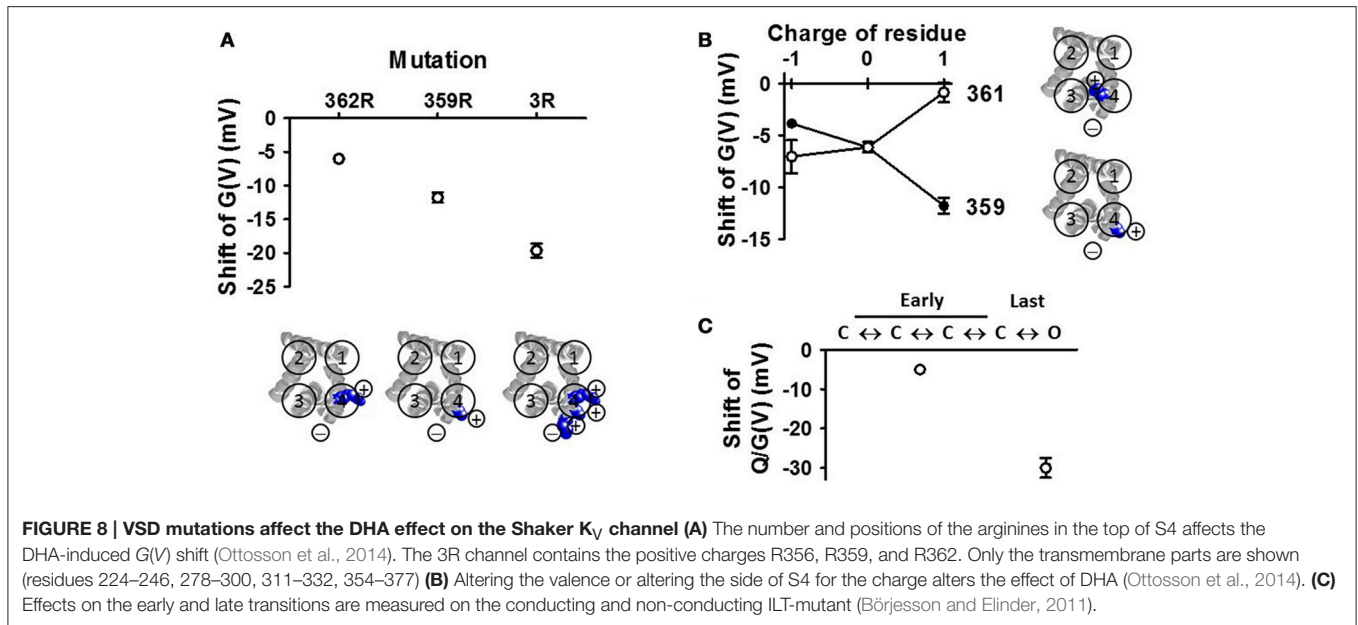 A
Mutation
362R 359R 3R
0
-5
-10
-15
-20
-25
Shift of G(V) (mV)
2 1
3 4 +
−
2 1
3 4
+
−
2 1
3 4 +
+
− +
B
Charge of residue
-1 0 1
0
-5
-10
-15
Shift of G(V) (mV)
361
359
2 1
+
3 4
−
2 1
3 4
+
−
C
Early Last
C ↔ C ↔ C ↔ C ↔ O
0
-10
-20
-30
Shift of
Q/G(V) (mV)
FIGURE 8 | VSD mutations affect the DHA effect on the Shaker KV channel (A) The number and positions of the arginines in the top of S4 affects the
DHA-induced G(V) shift (Ottosson et al., 2014). The 3R channel contains the positive charges R356, R359, and R362. Only the transmembrane parts are shown
(residues 224–246, 278–300, 311–332, 354–377) (B) Altering the valence or altering the side of S4 for the charge alters the effect of DHA (Ottosson et al., 2014). (C)
Effects on the early and late transitions are measured on the conducting and non-conducting ILT-mutant (Börjesson and Elinder, 2011).